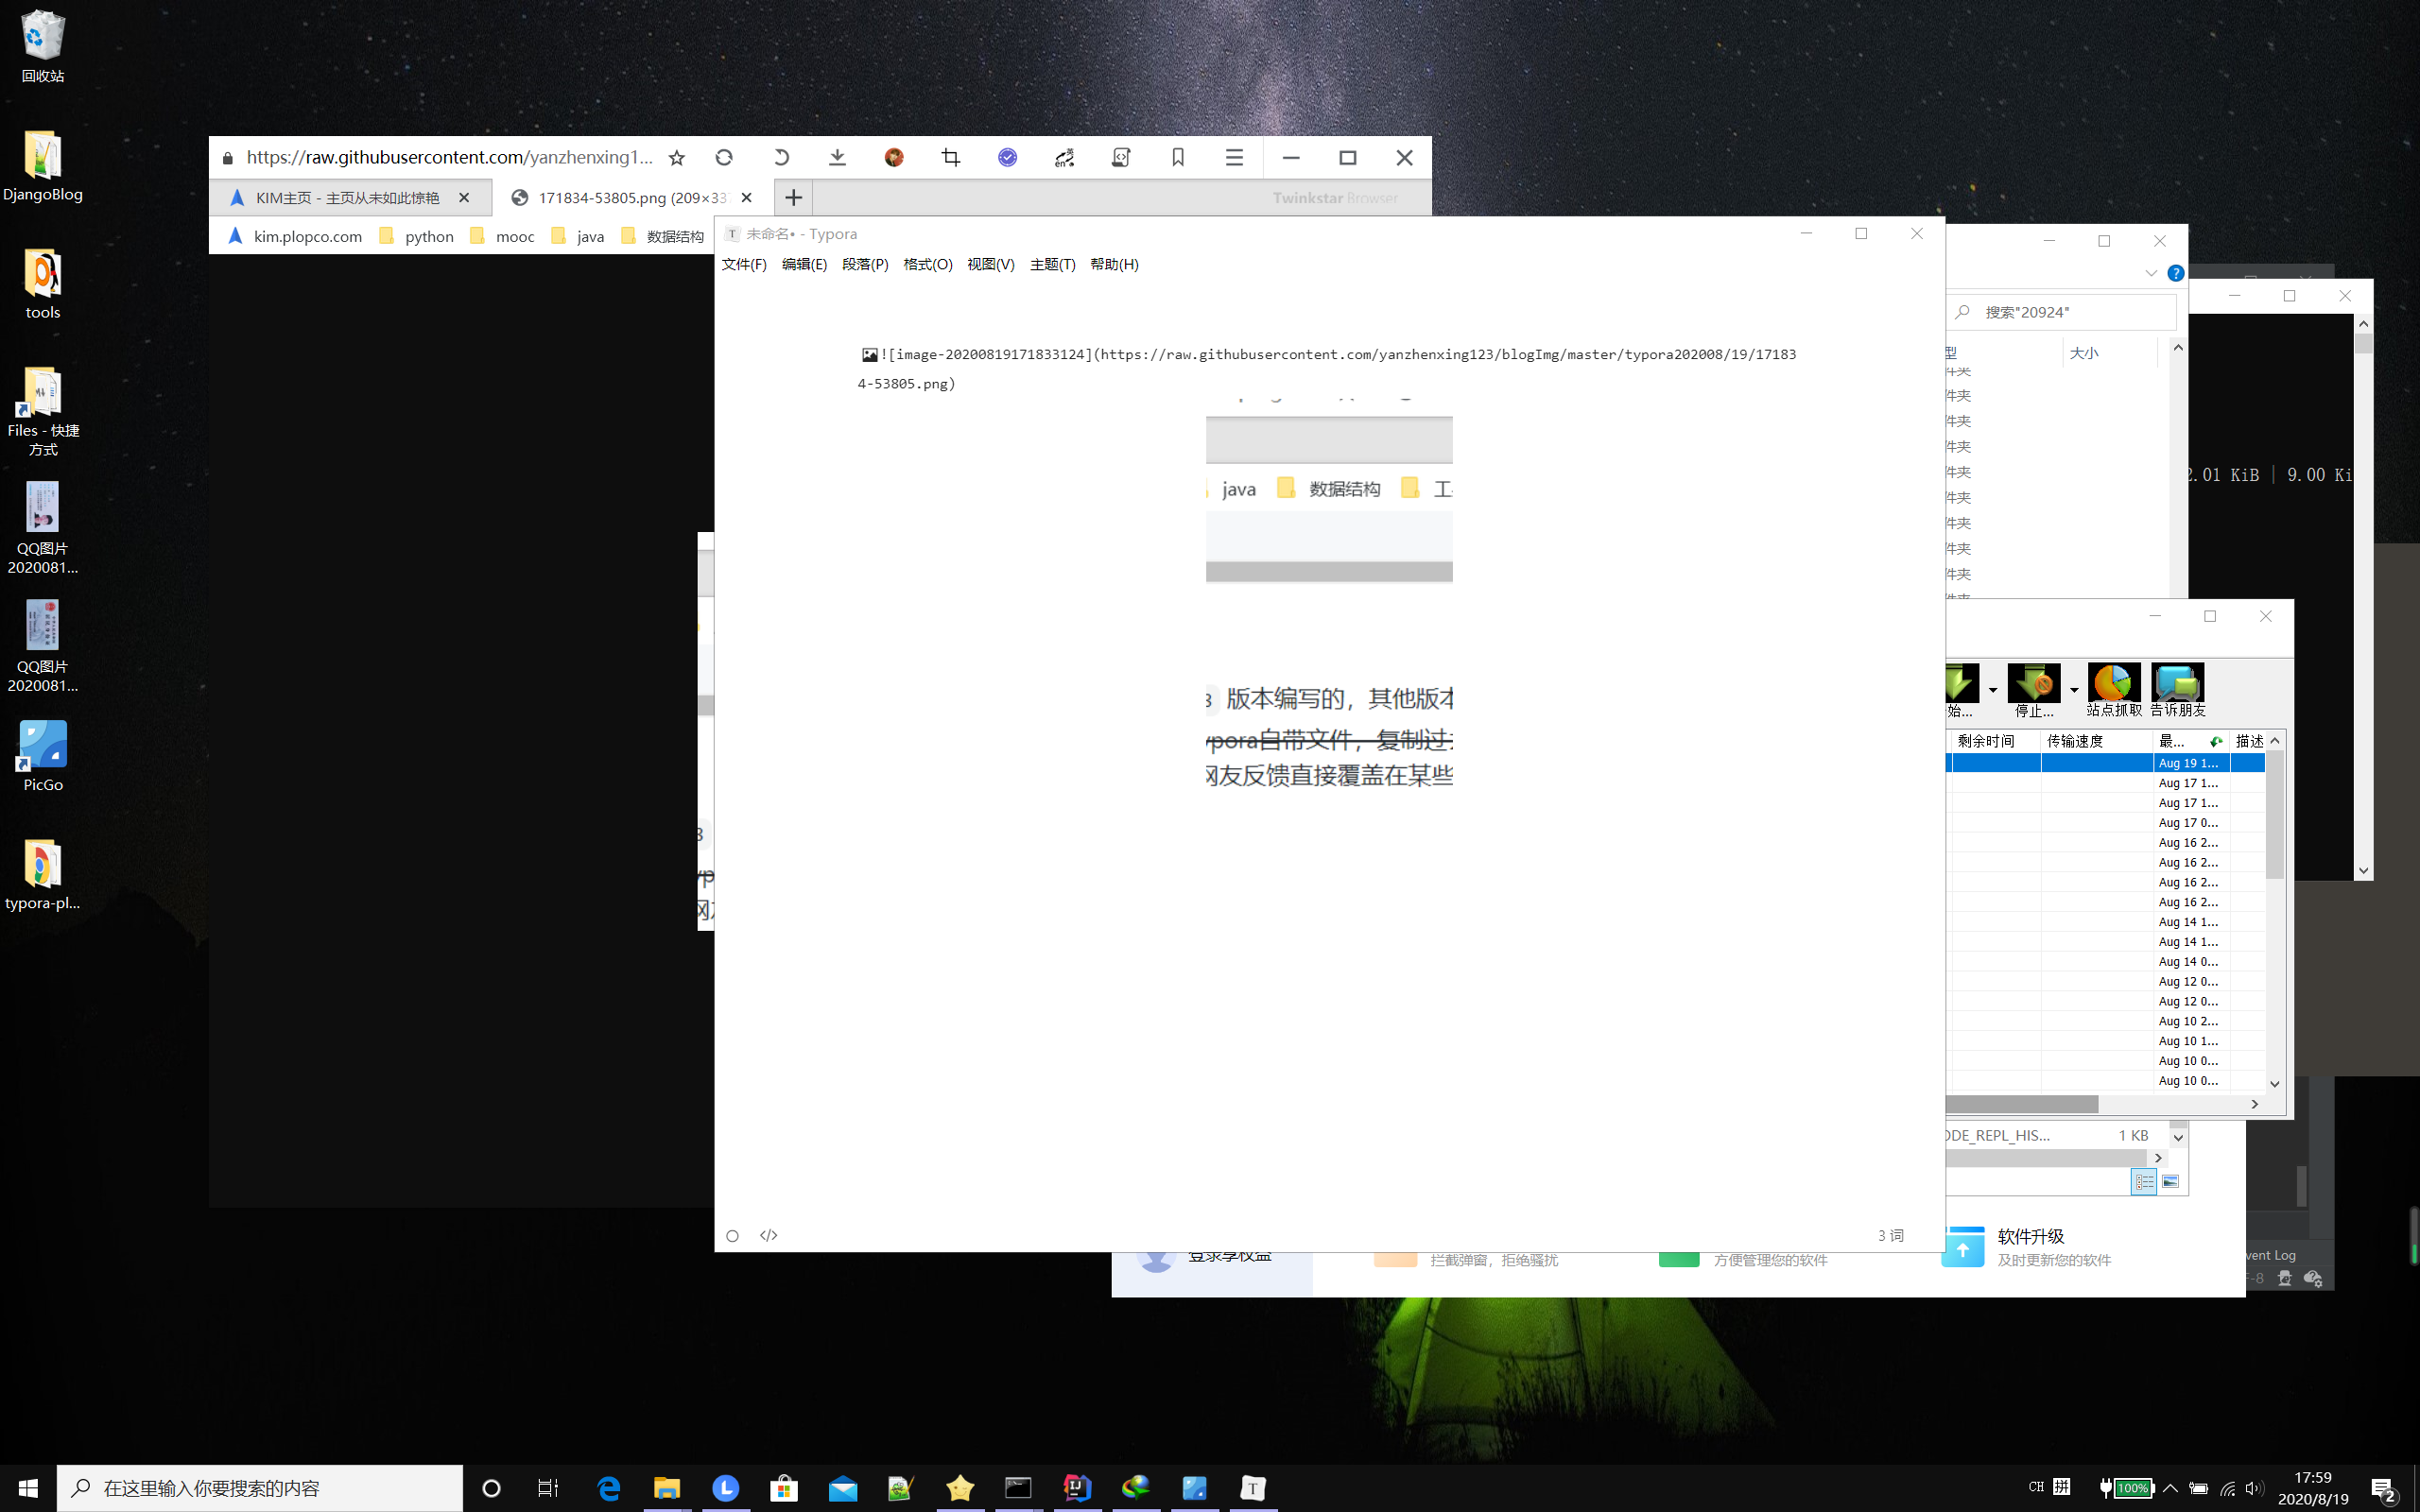 回收站
DjangoBlog
tools
Files - 快捷
方式
QQ图片
2020081...
QQ图片
2020081...
PicGo
typora-pl...
https://raw.githubusercontent.com/yanzhenxing1...
KIM主页 - 主页从未如此惊艳
171834-53805.png (209×33
Twinkstar Browser
kim.plopco.com
python
mooc
java
数据结构
未命名• - Typora
文件(F) 编辑(E) 段落(P) 格式(O) 视图(V) 主题(T) 帮助(H)
![image-20200819171833124](https://raw.githubusercontent.com/yanzhenxing123/blogImg/master/typora202008/19/17183
4-53805.png)
java 数据结构 工
3 版本编写的，其他版本
ypora自带文件，复制过
网友反馈直接覆盖在某些
3 词
搜索"20924"
型 大小
件夹
件夹
件夹
件夹
件夹
件夹
件夹
件夹
件夹
2.01 KiB | 9.00 Ki
始... 停止... 站点抓取 告诉朋友
剩余时间 传输速度 最... 描述
Aug 19 1...
Aug 17 1...
Aug 17 1...
Aug 17 0...
Aug 16 2...
Aug 16 2...
Aug 16 2...
Aug 16 2...
Aug 14 1...
Aug 14 1...
Aug 14 0...
Aug 12 0...
Aug 12 0...
Aug 10 2...
Aug 10 1...
Aug 10 0...
Aug 10 0...
ODE_REPL_HIS... 1 KB
登录享权益
拦截弹窗，拒绝骚扰
方便管理您的软件
软件升级
及时更新您的软件
vent Log
F-8
在这里输入你要搜索的内容
CH 拼
100%
17:59
2020/8/19
2